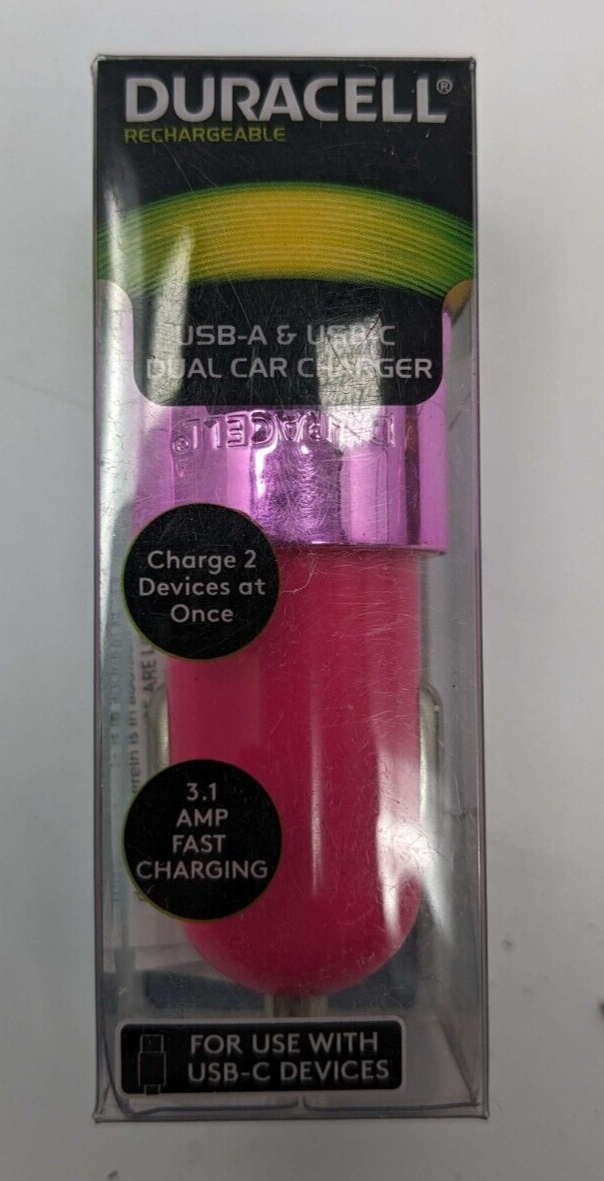 DURACELL®
RECHARGEABLE
USB-A & USB-C
DUAL CAR CHARGER
DURACELL®
Charge 2
Devices at
Once
ARE
3.1
AMP
FAST
CHARGING
FOR USE WITH
USB-C DEVICES